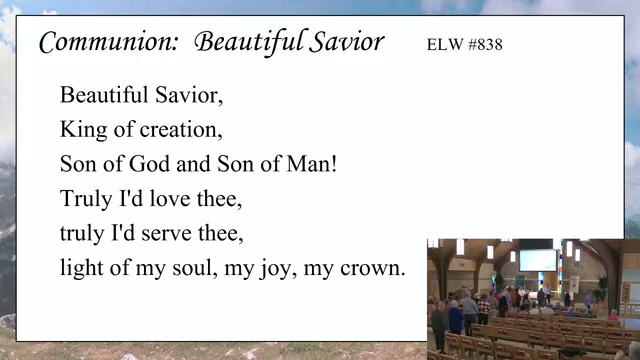 Communion: Beautiful Savior ELW #838
Beautiful Savior,
King of creation,
Son of God and Son of Man!
Truly I'd love thee,
truly I'd serve thee,
light of my soul, my joy, my crown.